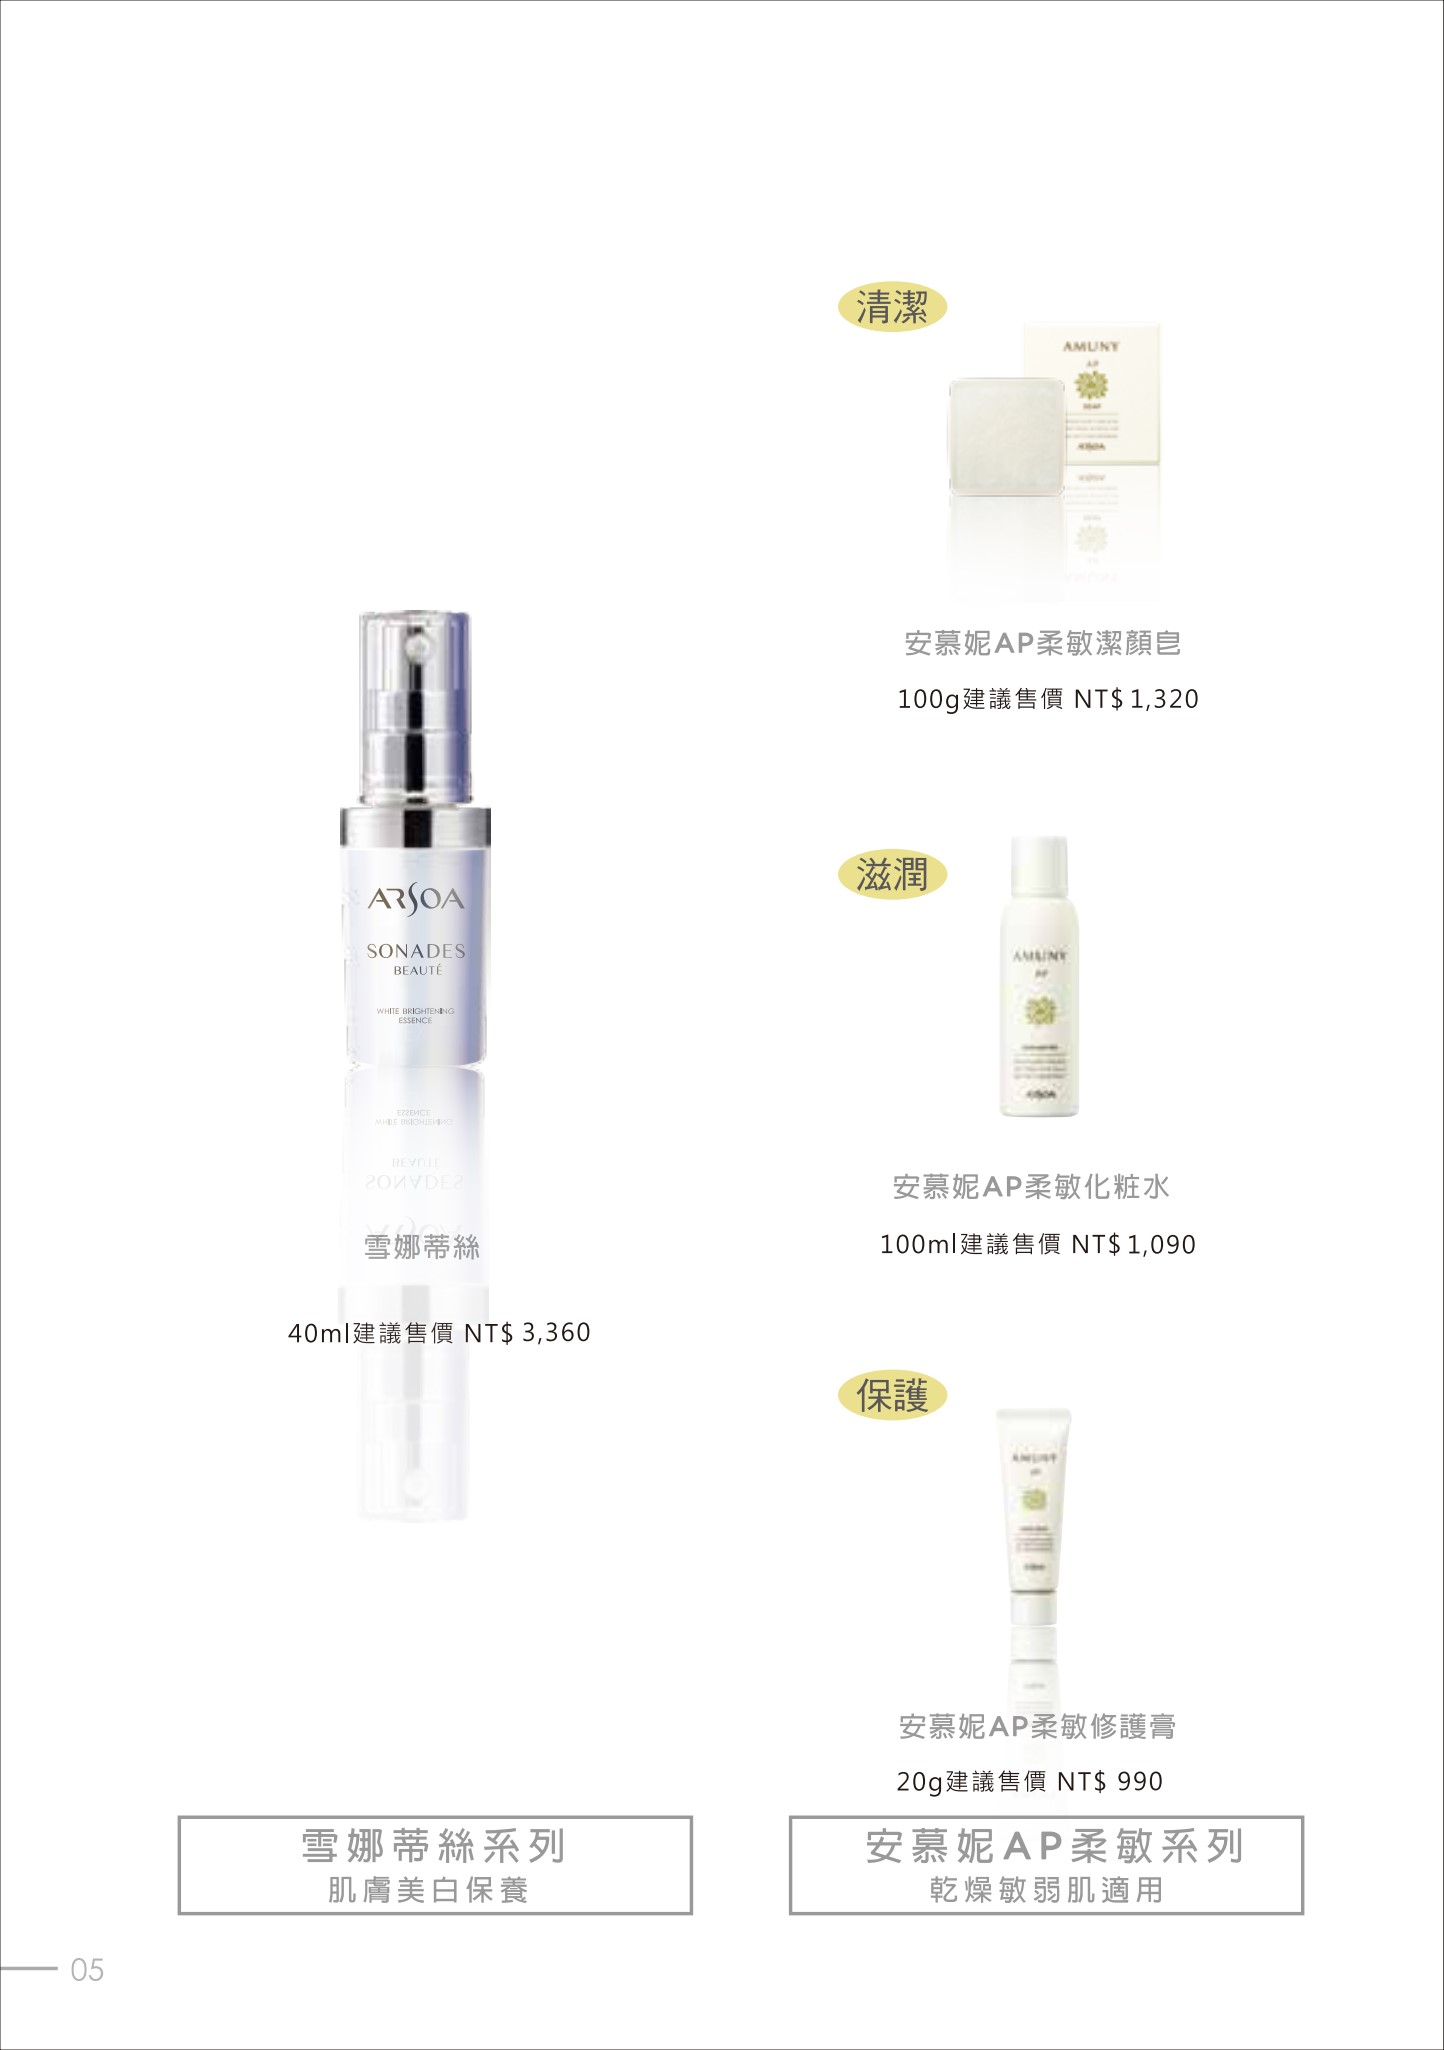 ARSOA
SONADES
BEAUTÉ
WHITE BRIGHTENING
ESSENCE
雪娜蒂絲
40ml建議售價 NT$ 3,360
雪娜蒂絲系列
肌膚美白保養
清潔
AMUNY
AP
SOAP
ARSOA
安慕妮AP柔敏潔顏皂
100g建議售價 NT$ 1,320
滋潤
AMUNY
AP
ARSOA
安慕妮AP柔敏化粧水
100ml建議售價 NT$ 1,090
保護
AMUNY
AP
安慕妮AP柔敏修護膏
20g建議售價 NT$ 990
安慕妮AP柔敏系列
乾燥敏弱肌適用
05